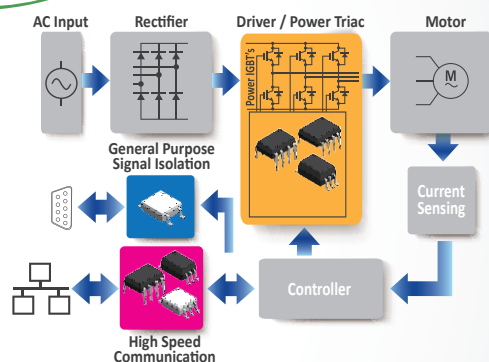 AC Input
Rectifier
Driver / Power Triac
Motor
Power IGBT's
M
General Purpose
Signal Isolation
Current
Sensing
Controller
High Speed
Communication